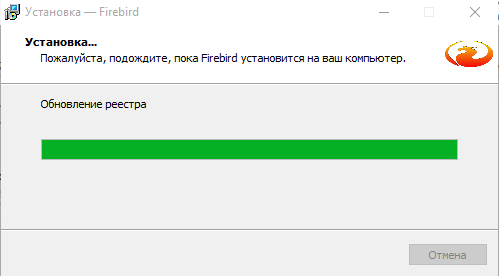 Установка — Firebird
Установка...
Пожалуйста, подождите, пока Firebird установится на ваш компьютер.
Обновление реестра
Отмена